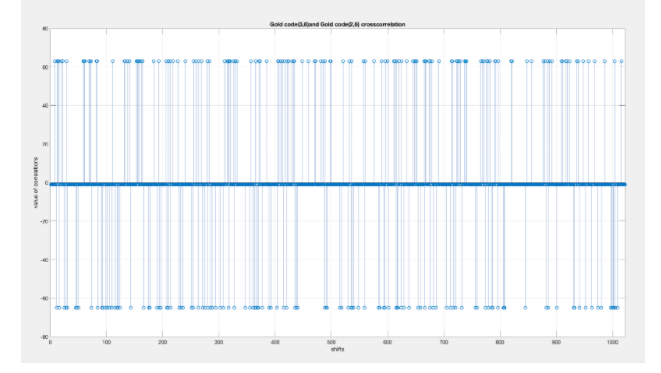 Gold code(3,6)and Gold code(2,6) crosscorrelation
value of correlations
80
60
40
20
0
-20
-40
-60
-80
0 100 200 300 400 500 600 700 800 900 1000
shifts